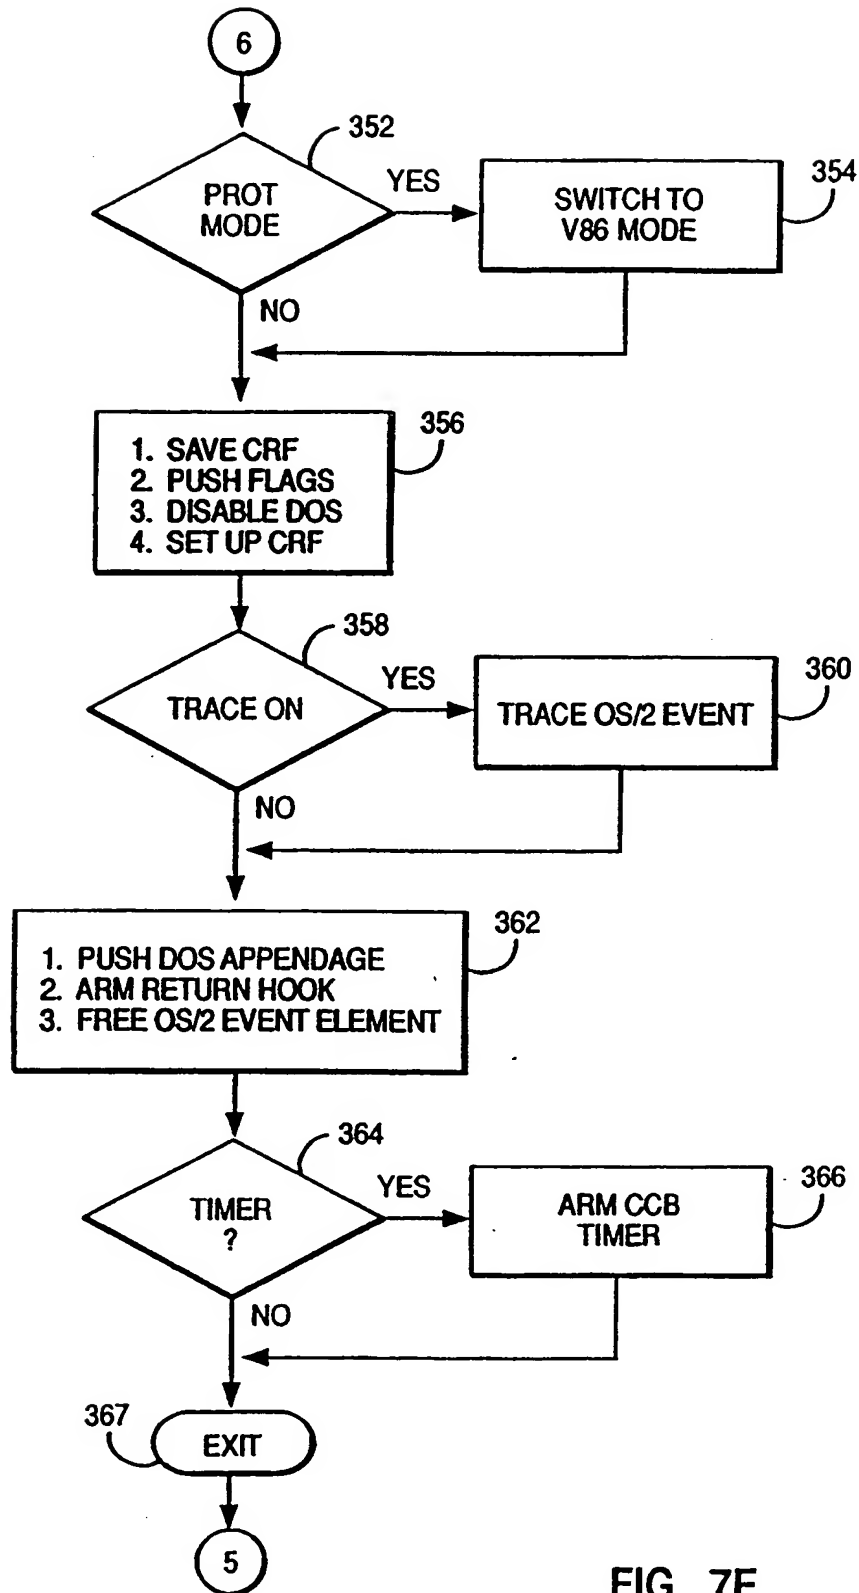 6
352
PROT
MODE
YES
SWITCH TO
V86 MODE
354
NO
356
1. SAVE CRF
2. PUSH FLAGS
3. DISABLE DOS
4. SET UP CRF
358
TRACE ON
YES
TRACE OS/2 EVENT
360
NO
362
1. PUSH DOS APPENDAGE
2. ARM RETURN HOOK
3. FREE OS/2 EVENT ELEMENT
364
TIMER
?
YES
ARM CCB
TIMER
366
NO
367
EXIT
5